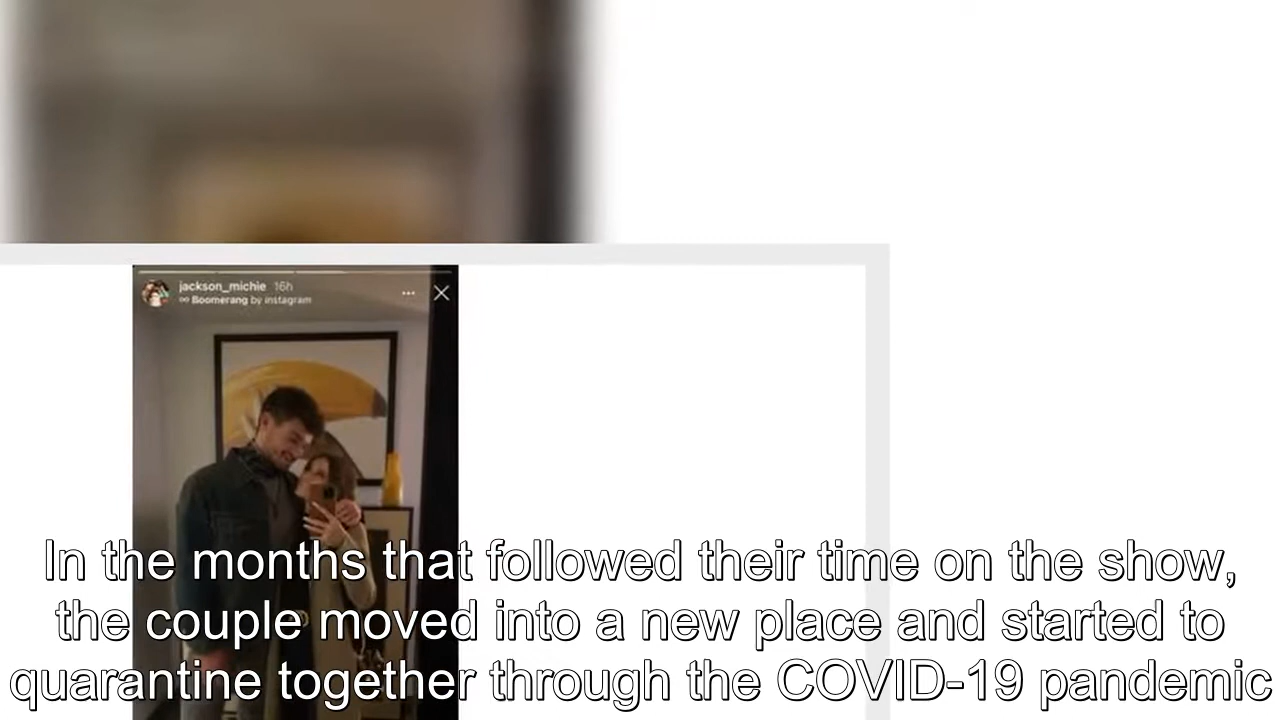 jackson_michie 16h
∞ Boomerang by instagram
In the months that followed their time on the show,
the couple moved into a new place and started to
quarantine together through the COVID-19 pandemic